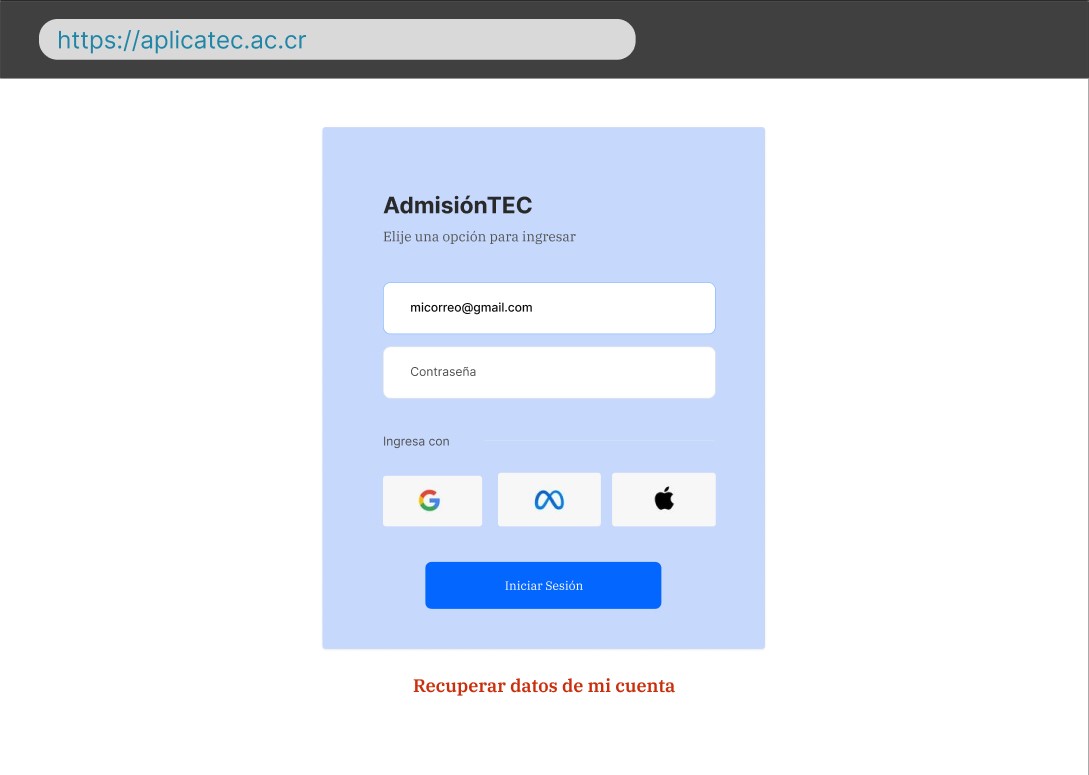 https://aplicatec.ac.cr
AdmisiónTEC
Elije una opción para ingresar
micorreo@gmail.com
Contraseña
Ingresa con
Iniciar Sesión
Recuperar datos de mi cuenta